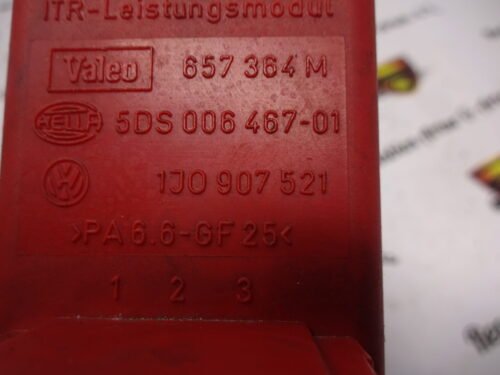 ITR-Leistungsmodul
Valeo 657 364 M
HELLA 5DS 006 467-01
VW 1J0 907 521
>PA 6.6-GF 25<
1 2 3